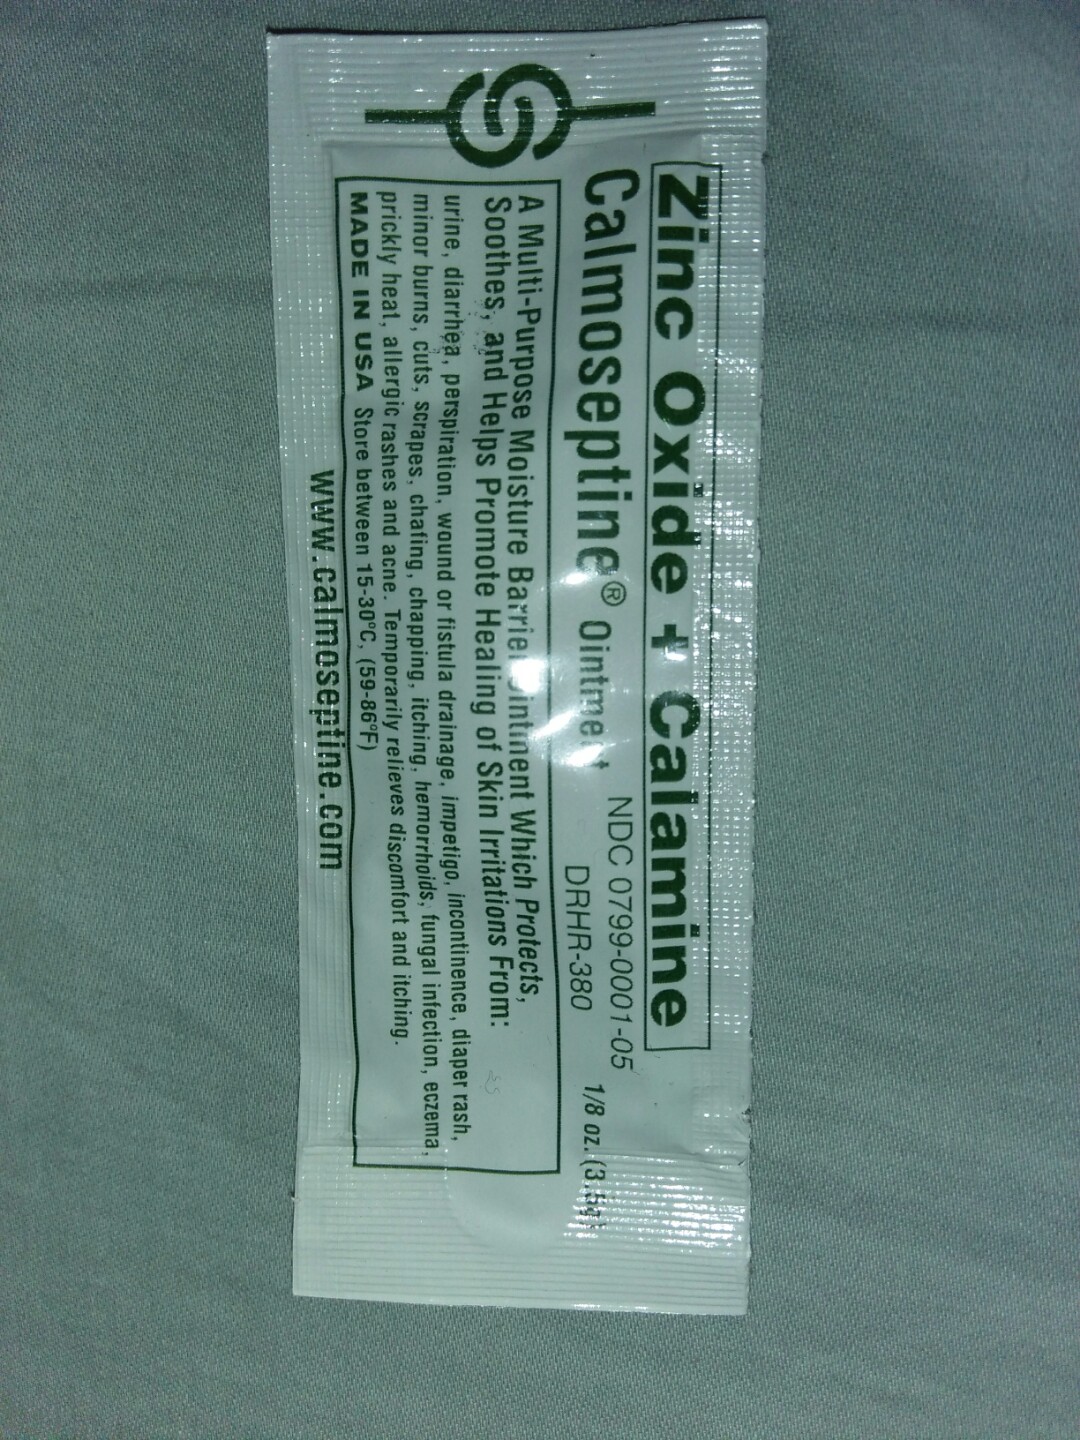 Zinc Oxide + Calamine
Calmoseptine® Ointment NDC 0799-0001-05 1/8 oz. (3.5g)
DRHR-380
A Multi-Purpose Moisture Barrier Ointment Which Protects,
Soothes, and Helps Promote Healing of Skin Irritations From:
urine, diarrhea, perspiration, wound or fistula drainage, impetigo, incontinence, diaper rash,
minor burns, cuts, scrapes, chafing, chapping, itching, hemorrhoids, fungal infection, eczema,
prickly heat, allergic rashes and acne. Temporarily relieves discomfort and itching.
MADE IN USA Store between 15-30°C, (59-86°F)
www.calmoseptine.com